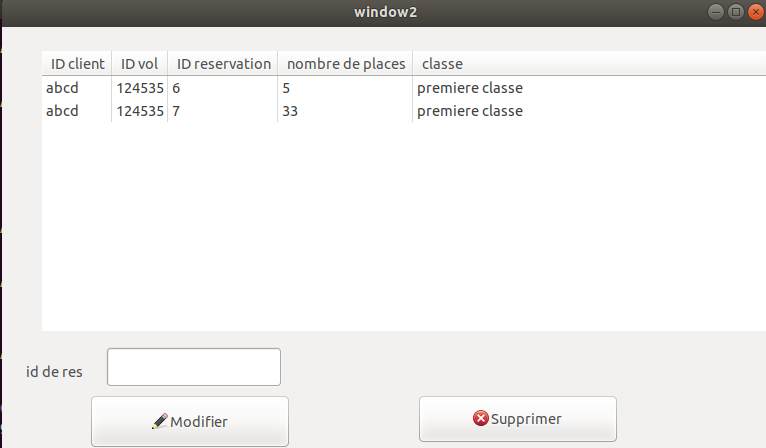 window2
ID client ID vol ID reservation nombre de places classe
abcd 124535 6 5 premiere classe
abcd 124535 7 33 premiere classe
id de res
Modifier Supprimer